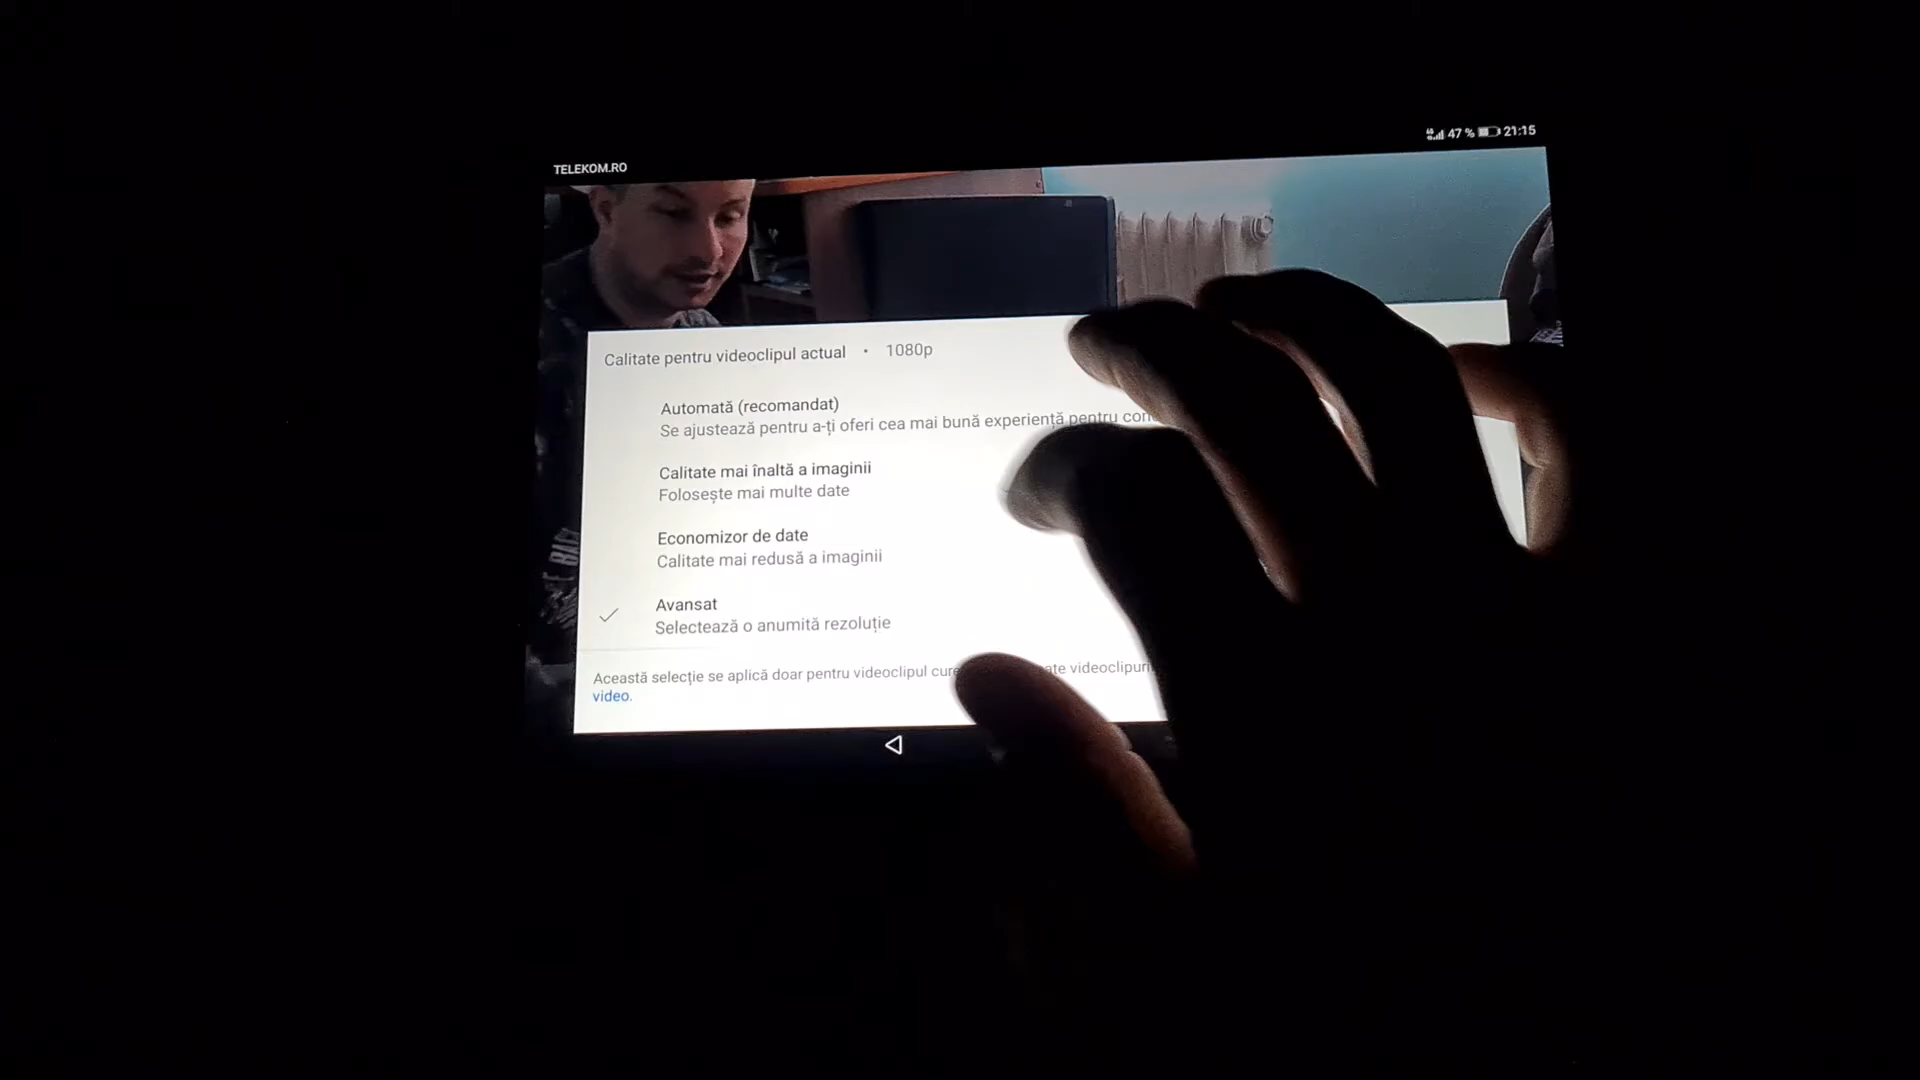 TELEKOM.RO
47 % 21:15
Calitate pentru videoclipul actual • 1080p
Automată (recomandat)
Se ajustează pentru a-ți oferi cea mai bună experiență pentru
Calitate mai înaltă a imaginii
Folosește mai multe date
Economizor de date
Calitate mai redusă a imaginii
Avansat
Selectează o anumită rezoluție
Această selecție se aplică doar pentru videoclipul
video.